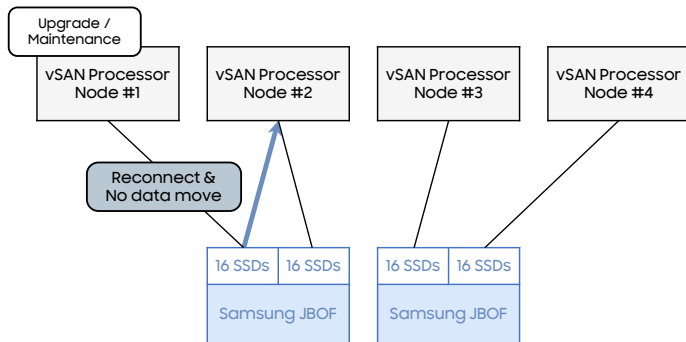 Upgrade /
Maintenance
vSAN Processor
Node #1
vSAN Processor
Node #2
vSAN Processor
Node #3
vSAN Processor
Node #4
Reconnect &
No data move
16 SSDs
16 SSDs
16 SSDs
16 SSDs
Samsung JBOF
Samsung JBOF